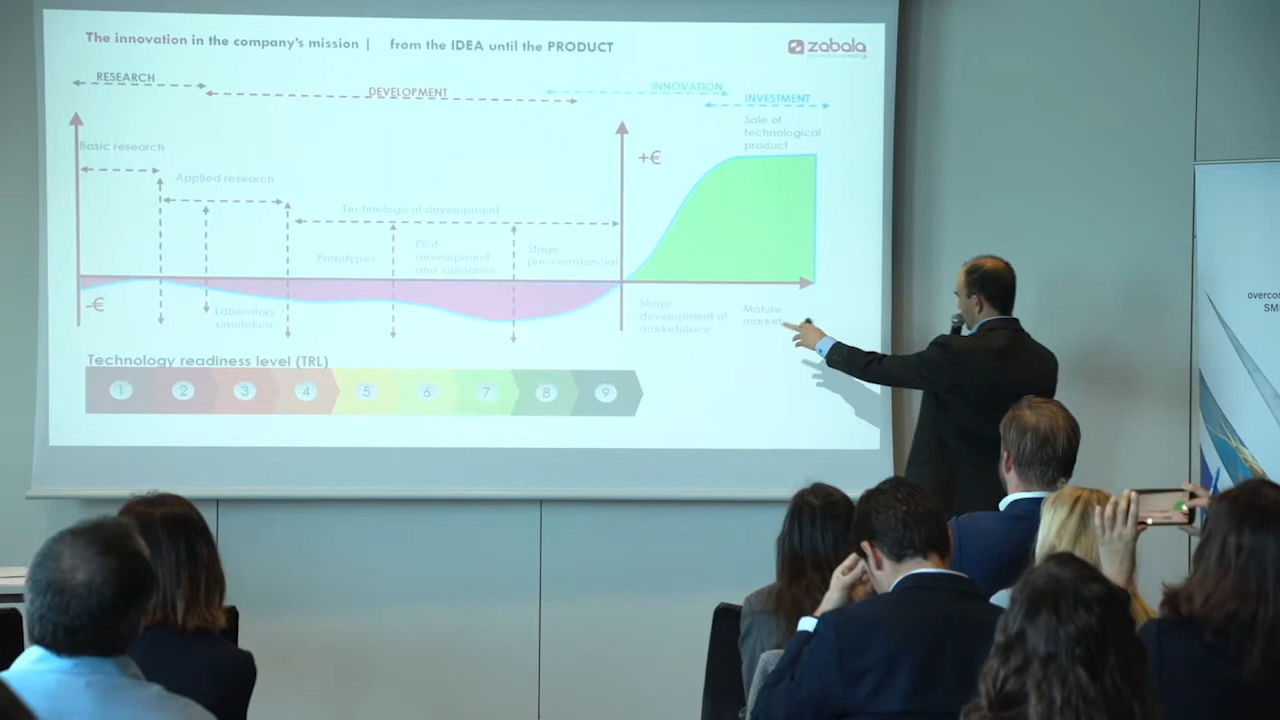 The innovation in the company's mission | from the IDEA until the PRODUCT
zabala
RESEARCH
DEVELOPMENT
INNOVATION
INVESTMENT
Sale of
technological
product
Basic research
+€
Applied research
Technological development
Prototypes
Pilot
development
and validation
Stage
pre-commercial
-€
Laboratory
simulation
Stage
development of
marketplace
Mature
market
Technology readiness level (TRL)
1 2 3 4 5 6 7 8 9
overcom
SME